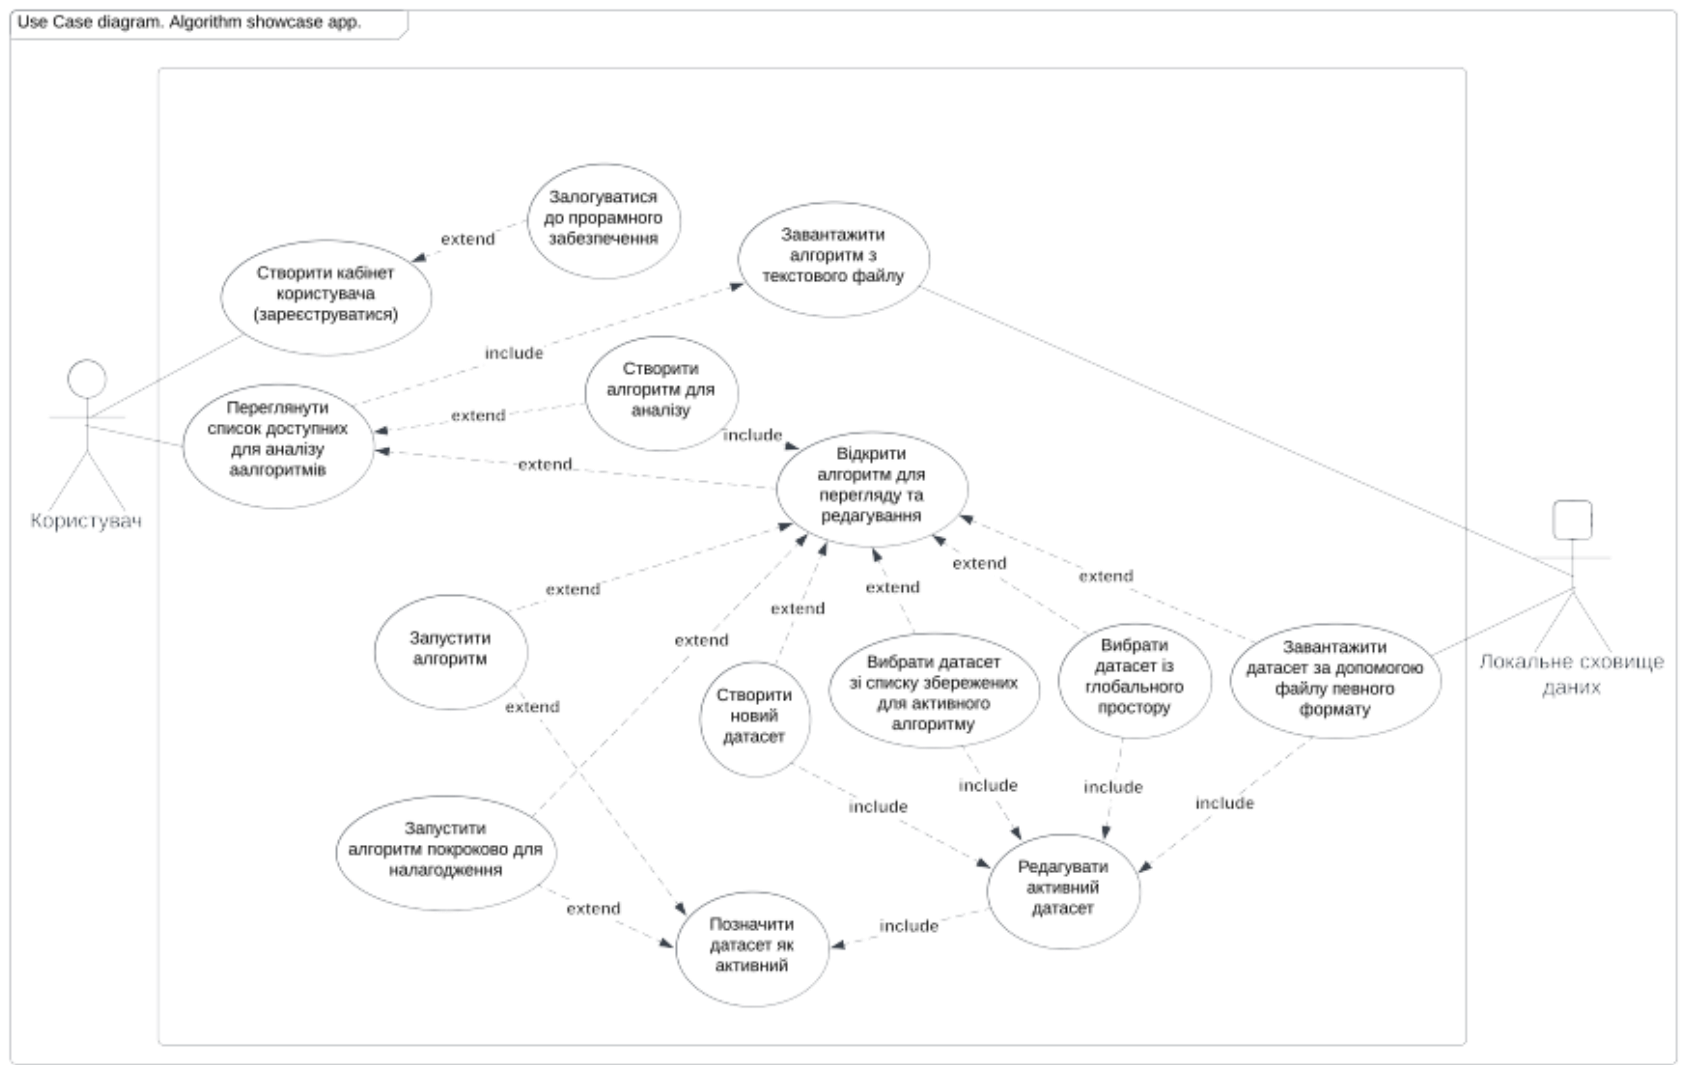 Use Case diagram. Algorithm showcase app.
Залогуватися
до прорамного
забезпечення
extend
Створити кабінет
користувача
(зареєструватися)
Завантажити
алгоритм з
текстового файлу
include
Створити
алгоритм для
аналізу
extend
include
Переглянути
список доступних
для аналізу
аалгоритмів
extend
Відкрити
алгоритм для
перегляду та
редагування
Користувач
extend
extend
extend
extend
extend
extend
Запустити
алгоритм
extend
Створити
новий
датасет
Вибрати датасет
зі списку збережених
для активного
алгоритму
Вибрати
датасет із
глобального
простору
Завантажити
датасет за допомогою
файлу певного
формату
Локальне сховище
даних
include
include
include
include
Запустити
алгоритм покроково для
налагодження
extend
Позначити
датасет як
активний
include
Редагувати
активний
датасет